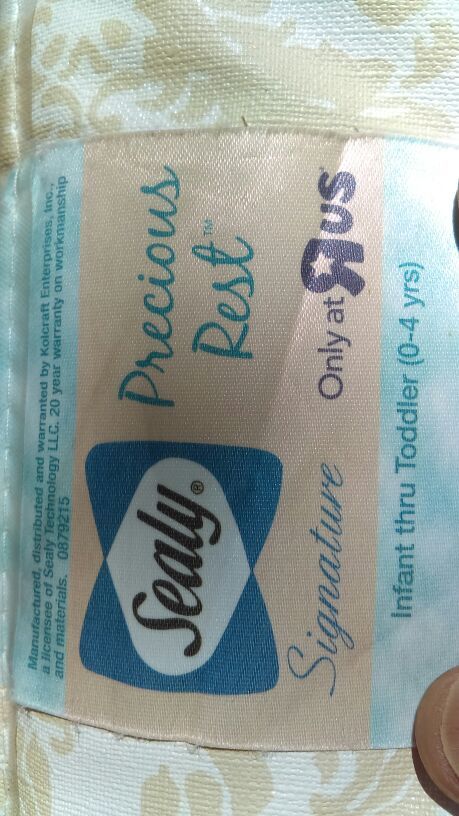 Manufactured, distributed and warranted by Kolcraft Enterprises, Inc.,
a licensee of Sealy Technology LLC. 20 year warranty on workmanship
and materials. 0879215
Sealy®
Signature
Precious
Rest™
Only at RUS
Infant thru Toddler (0-4 yrs)